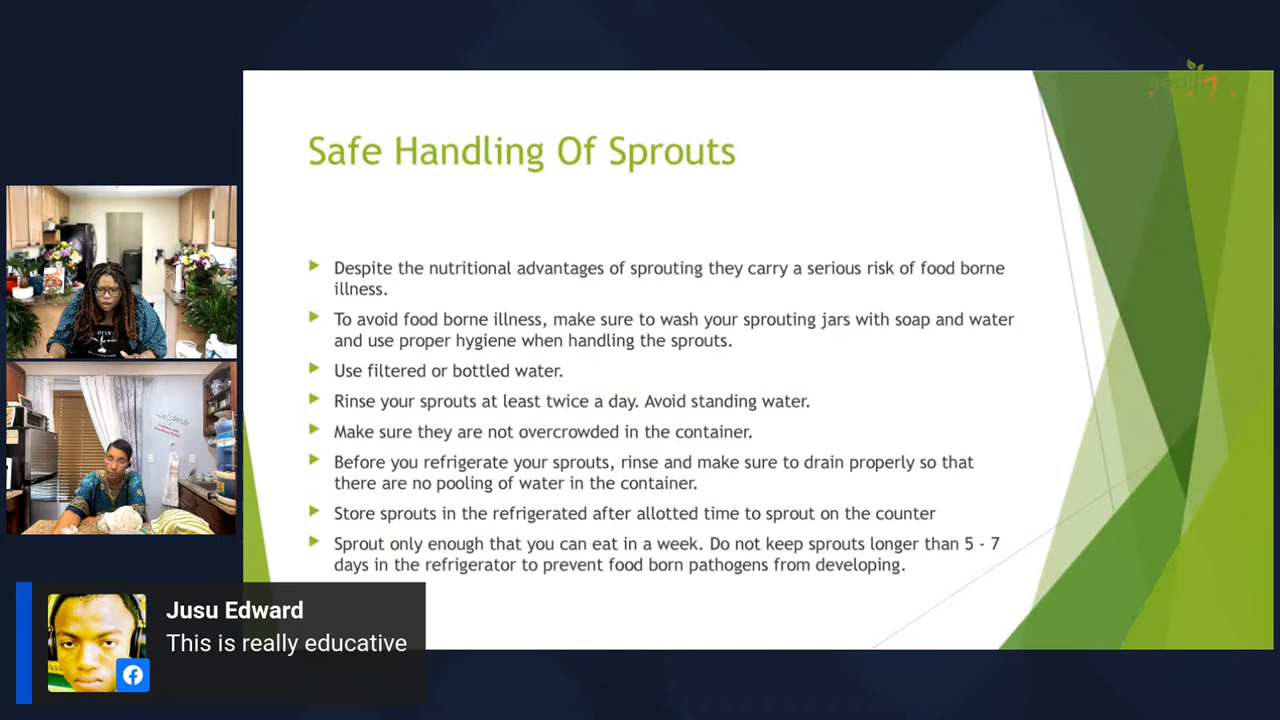 Safe Handling Of Sprouts
Despite the nutritional advantages of sprouting they carry a serious risk of food borne
illness.
To avoid food borne illness, make sure to wash your sprouting jars with soap and water
and use proper hygiene when handling the sprouts.
Use filtered or bottled water.
Rinse your sprouts at least twice a day. Avoid standing water.
Make sure they are not overcrowded in the container.
Before you refrigerate your sprouts, rinse and make sure to drain properly so that
there are no pooling of water in the container.
Store sprouts in the refrigerated after allotted time to sprout on the counter
Sprout only enough that you can eat in a week. Do not keep sprouts longer than 5 - 7
days in the refrigerator to prevent food born pathogens from developing.
Welcome
Jusu Edward
This is really educative